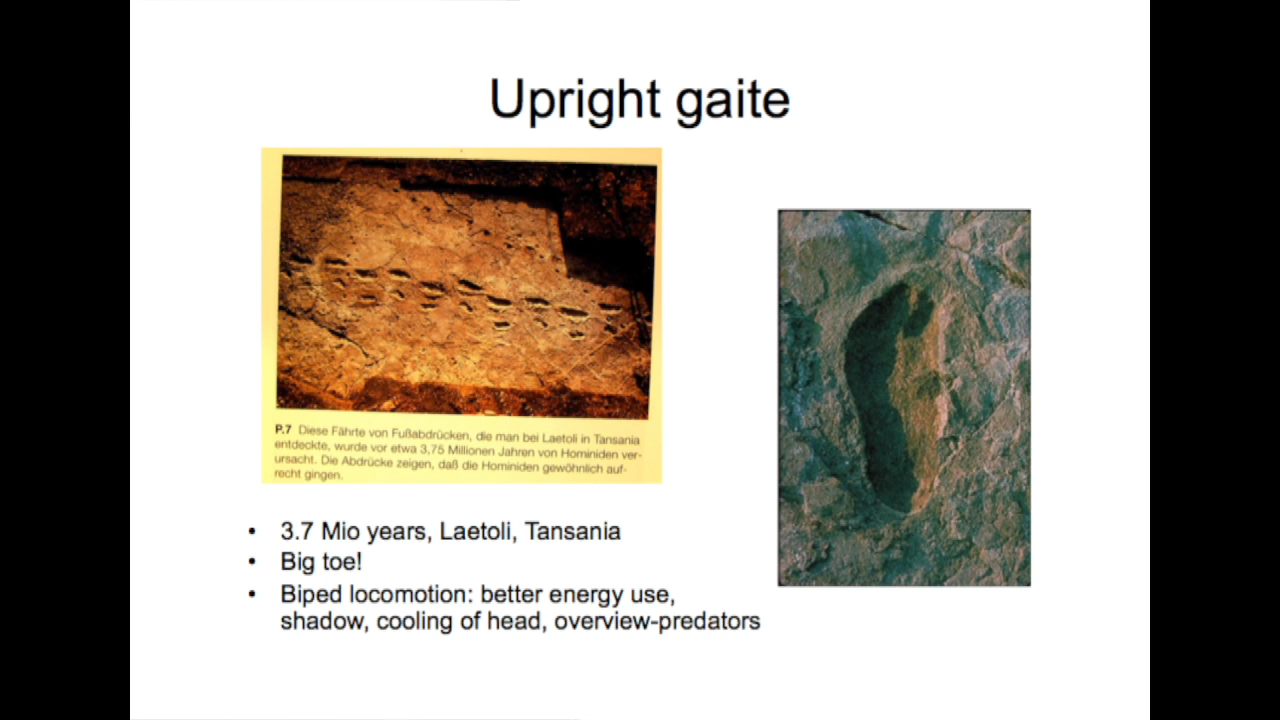 Upright gaite
P.7 Diese Fährte von Fußabdrücken, die man bei Laetoli in Tansania
entdeckte, wurde vor etwa 3,75 Millionen Jahren von Hominiden ver-
ursacht. Die Abdrücke zeigen, daß die Hominiden gewöhnlich auf-
recht gingen.
• 3.7 Mio years, Laetoli, Tansania
• Big toe!
• Biped locomotion: better energy use,
shadow, cooling of head, overview-predators